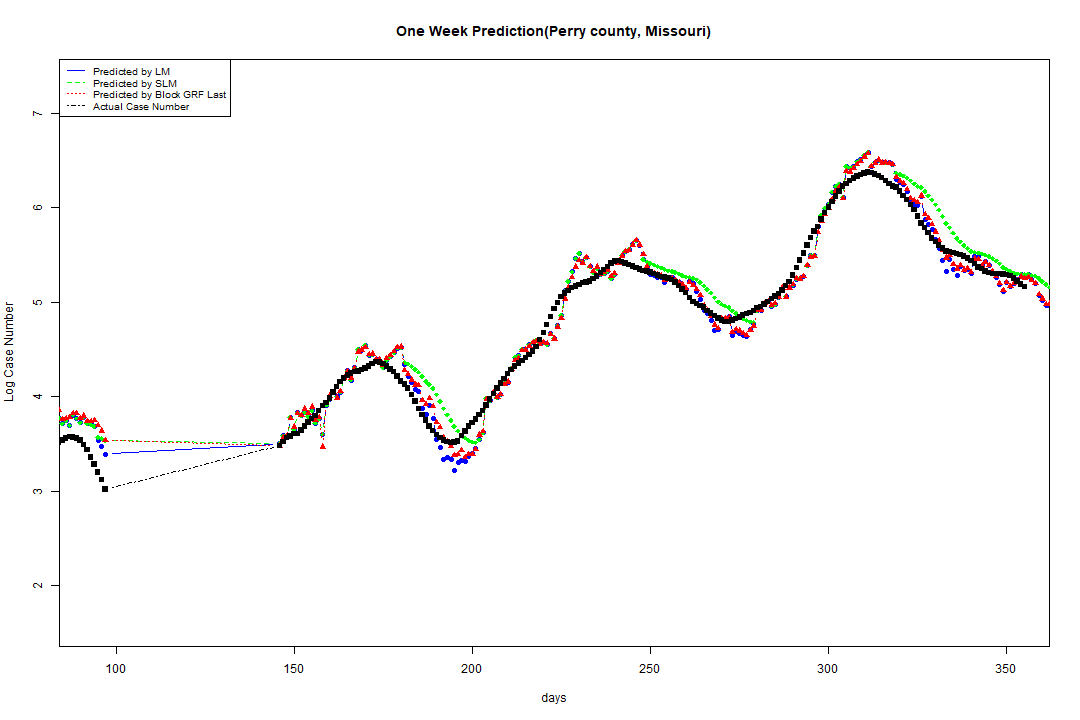 One Week Prediction(Perry county, Missouri)
Predicted by LM
Predicted by SLM
Predicted by Block GRF Last
Actual Case Number
7
6
5
4
3
2
Log Case Number
100 150 200 250 300 350
days